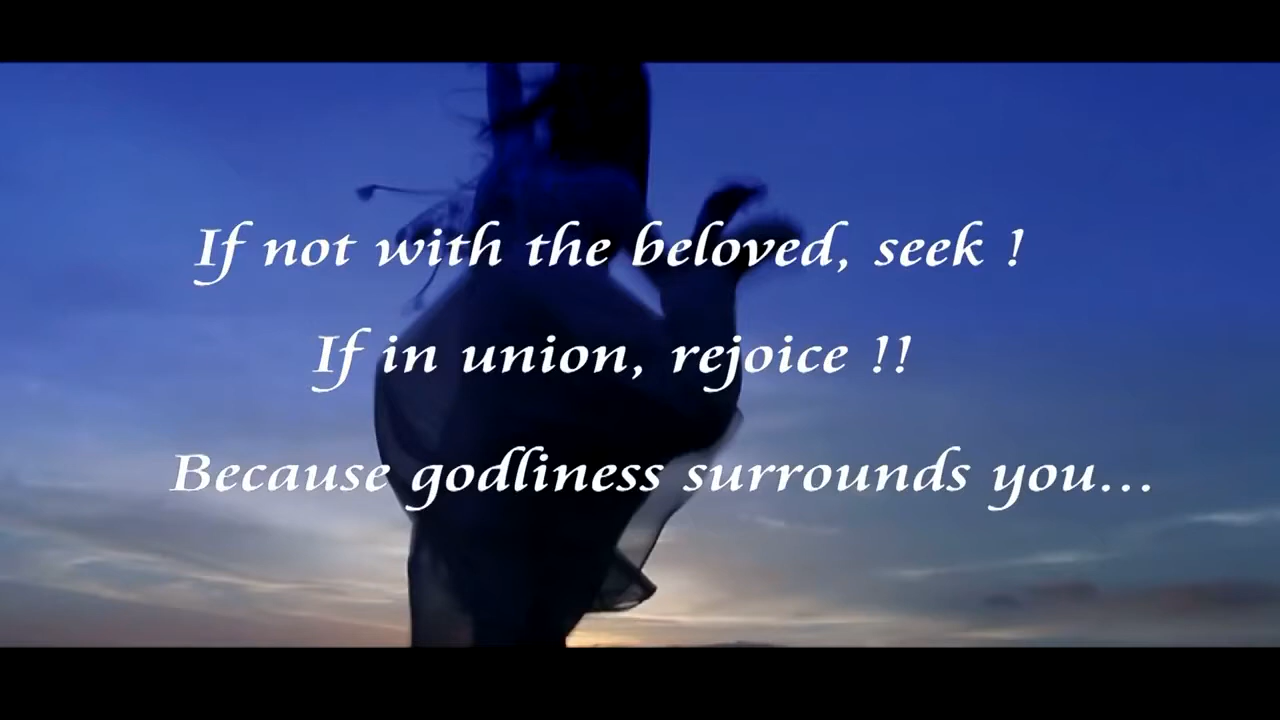 If not with the beloved, seek !
If in union, rejoice !!
Because godliness surrounds you...